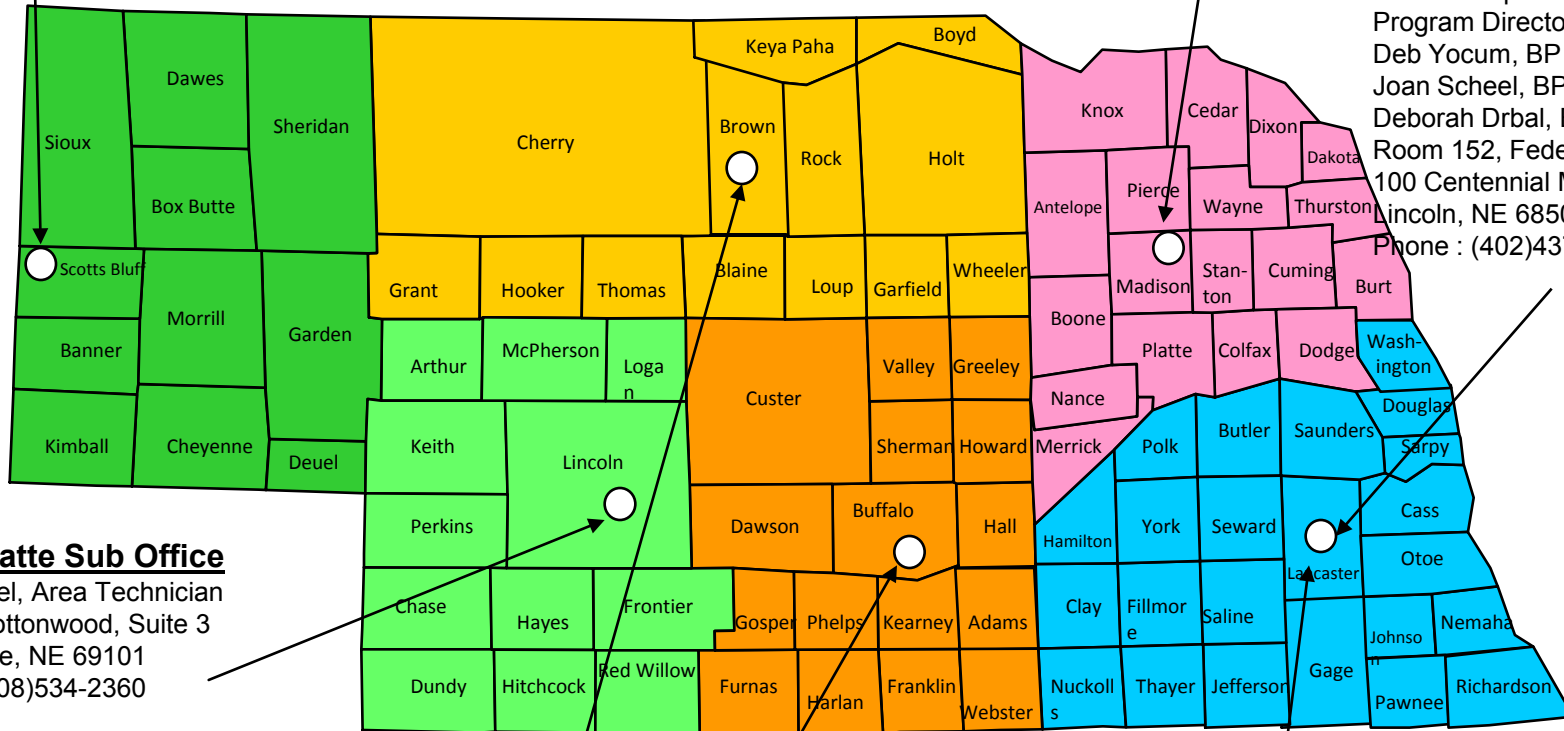 Program Directo
Deb Yocum, BP
Joan Scheel, BP
Deborah Drbal,
Room 152, Fede
100 Centennial M
Lincoln, NE 6850
Phone : (402)437
Keya Paha
Boyd
Dawes
Sioux
Sheridan
Cherry
Brown
Rock
Holt
Knox
Cedar
Dixon
Dakota
Box Butte
Antelope
Pierce
Wayne
Thurston
Scotts Bluff
Grant
Hooker
Thomas
Blaine
Loup
Garfield
Wheeler
Madison
Stan-
ton
Cuming
Burt
Morrill
Garden
Banner
Arthur
McPherson
Loga
n
Custer
Valley
Greeley
Boone
Platte
Colfax
Dodge
Wash-
ington
Kimball
Cheyenne
Deuel
Keith
Lincoln
Sherman
Howard
Nance
Merrick
Polk
Butler
Saunders
Douglas
Sarpy
Perkins
Dawson
Buffalo
Hall
Hamilton
York
Seward
Lancaster
Cass
Otoe
atte Sub Office
el, Area Technician
ottonwood, Suite 3
e, NE 69101
08)534-2360
Chase
Hayes
Frontier
Gosper
Phelps
Kearney
Adams
Clay
Fillmor
e
Saline
Gage
Johnso
n
Nemaha
Dundy
Hitchcock
Red Willow
Furnas
Harlan
Franklin
Webster
Nuckoll
s
Thayer
Jefferson
Pawnee
Richardson